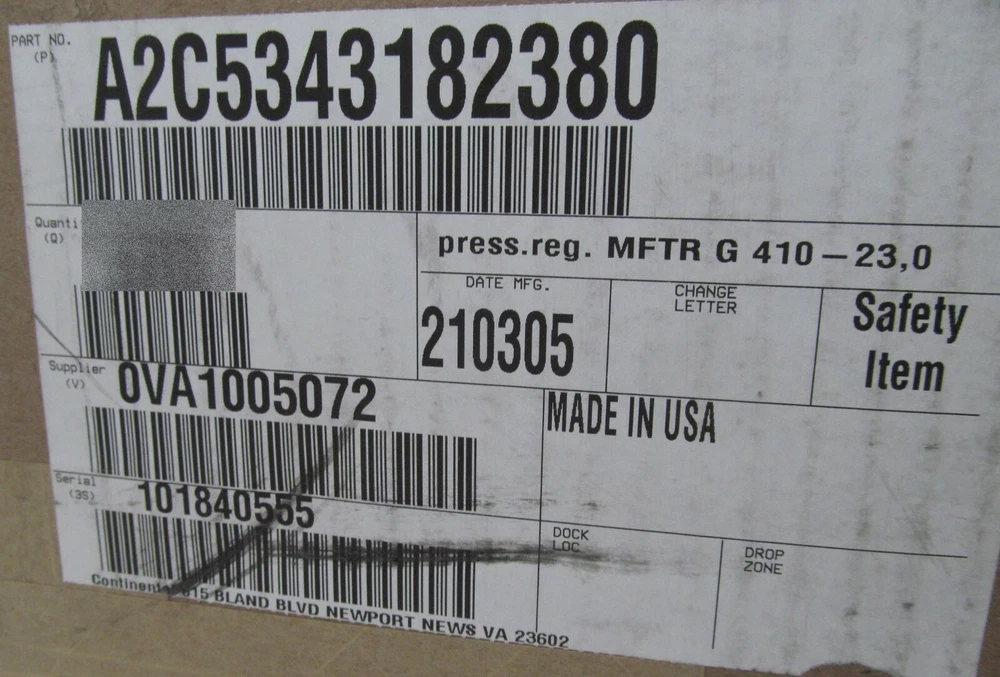 PART NO.
(P)
A2C5343182380
Quanti
(Q)
press.reg. MFTR G 410-23,0
DATE MFG.
210305
CHANGE
LETTER
Safety
Item
Supplier
(V)
0VA1005072
MADE IN USA
Serial
(3S)
101840555
DOCK
LOC
DROP
ZONE
15 BLAND BLVD NEWPORT NEWS VA 23602